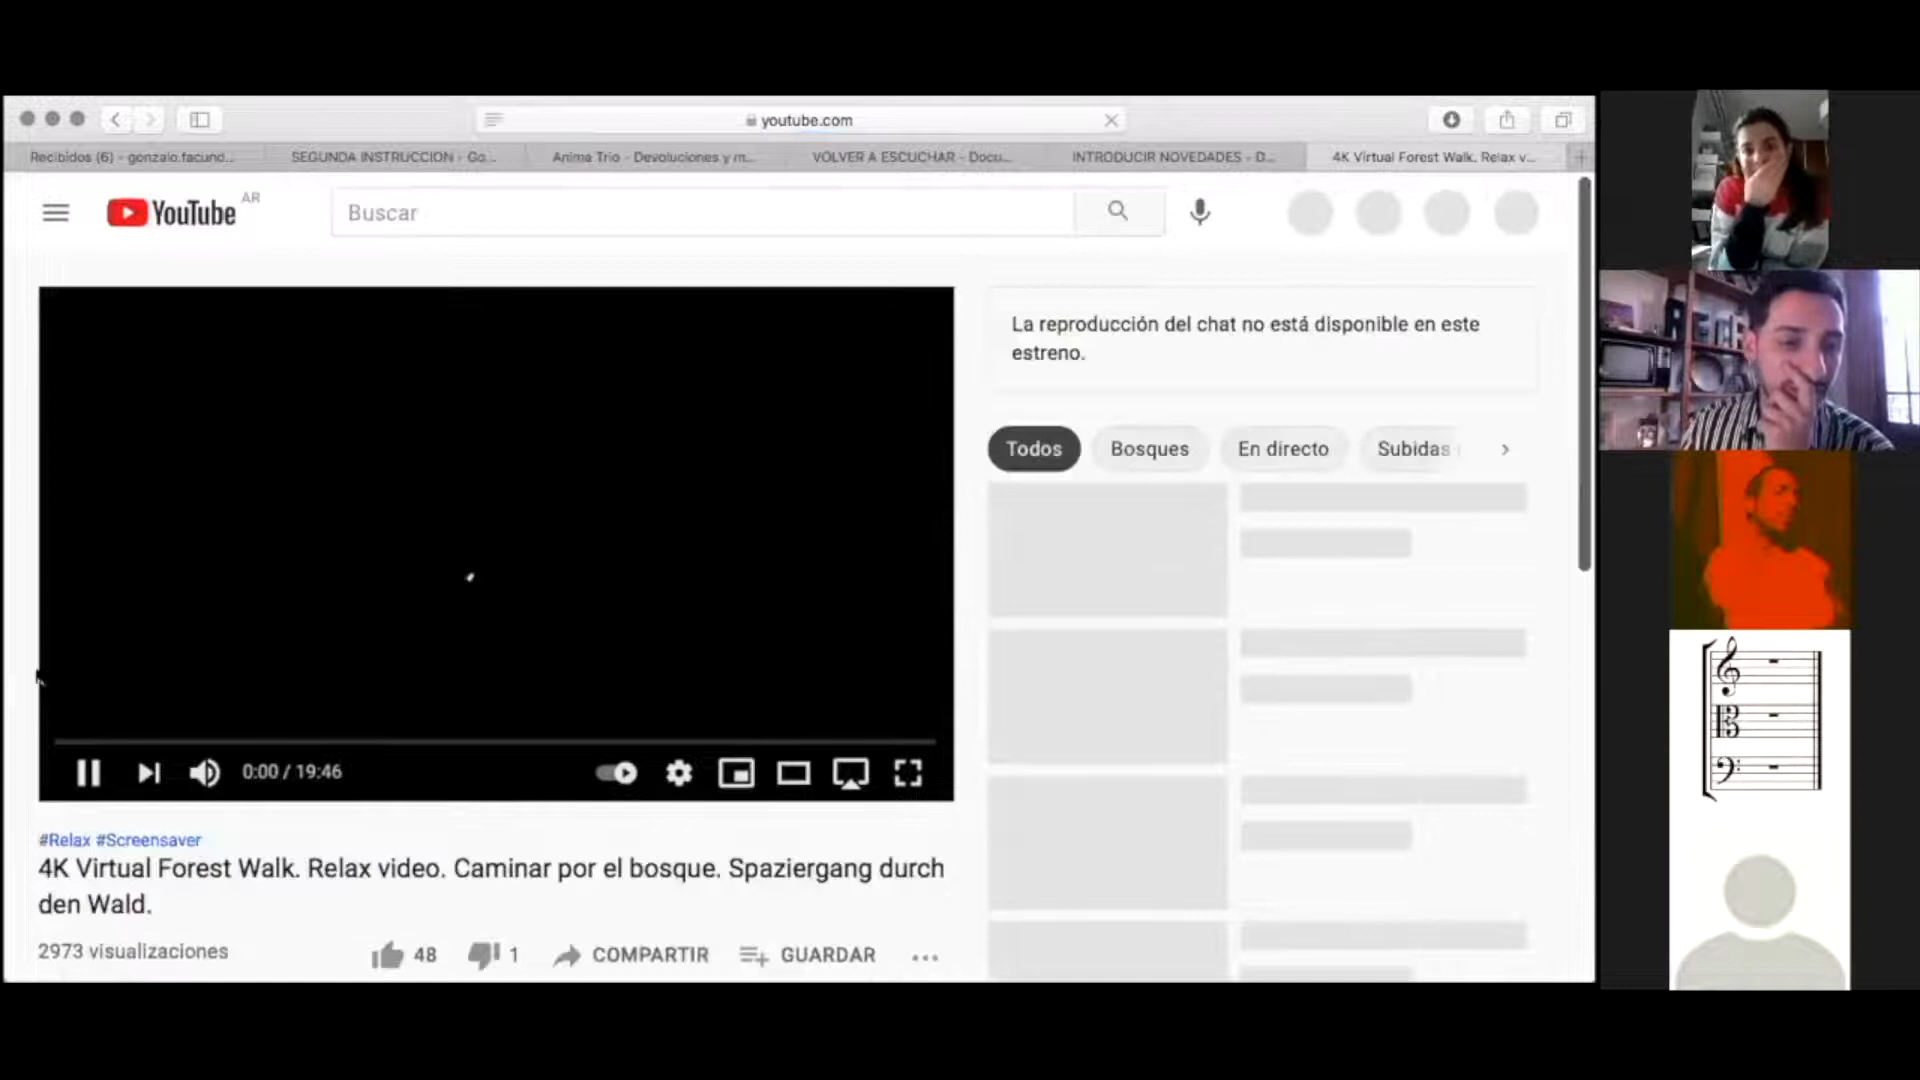 youtube.com
Recibidos (6) - gonzalo.facund...
SEGUNDA INSTRUCCION - Go...
Anima Trio - Devoluciones y m...
VOLVER A ESCUCHAR - Docu...
INTRODUCIR NOVEDADES - D...
4K Virtual Forest Walk. Relax v...
YouTube AR
Buscar
La reproducción del chat no está disponible en este
estreno.
Todos
Bosques
En directo
Subidas
0:00 / 19:46
#Relax #Screensaver
4K Virtual Forest Walk. Relax video. Caminar por el bosque. Spaziergang durch
den Wald.
2973 visualizaciones
48
1
COMPARTIR
GUARDAR